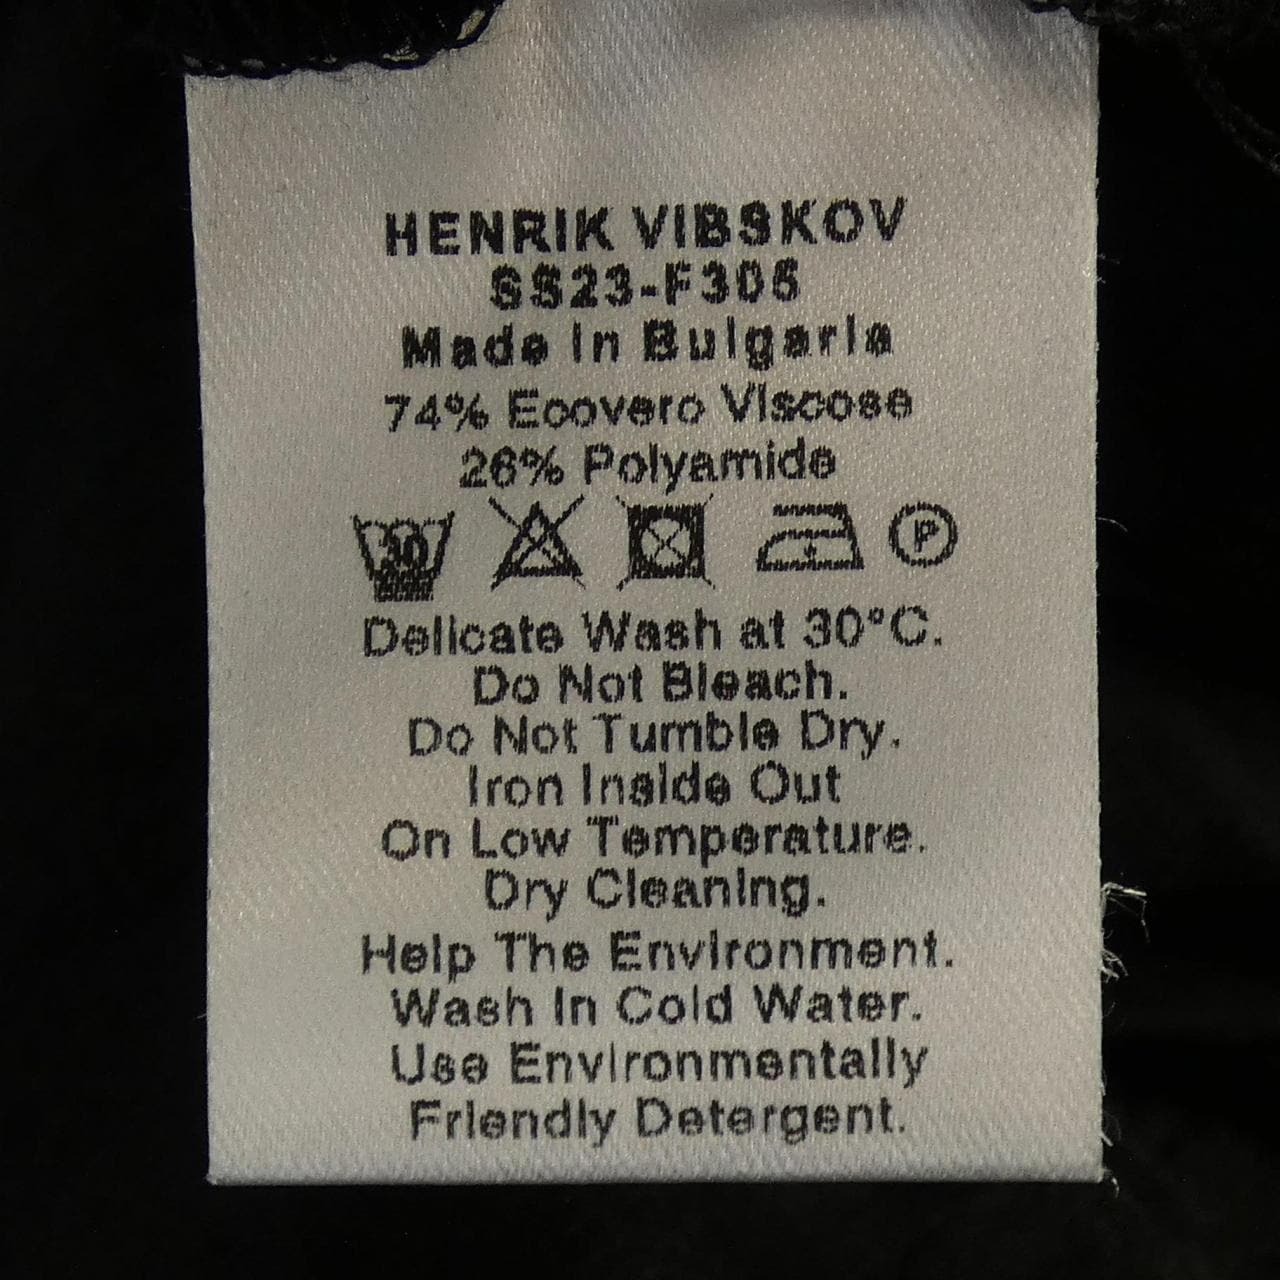 HENRIK VIBSKOV
SS23-F305
Made in Bulgaria
74% Ecovero Viscose
26% Polyamide
30 P
Delicate Wash at 30°C.
Do Not Bleach.
Do Not Tumble Dry.
Iron Inside Out
On Low Temperature.
Dry Cleaning.
Help The Environment.
Wash In Cold Water.
Use Environmentally
Friendly Detergent.